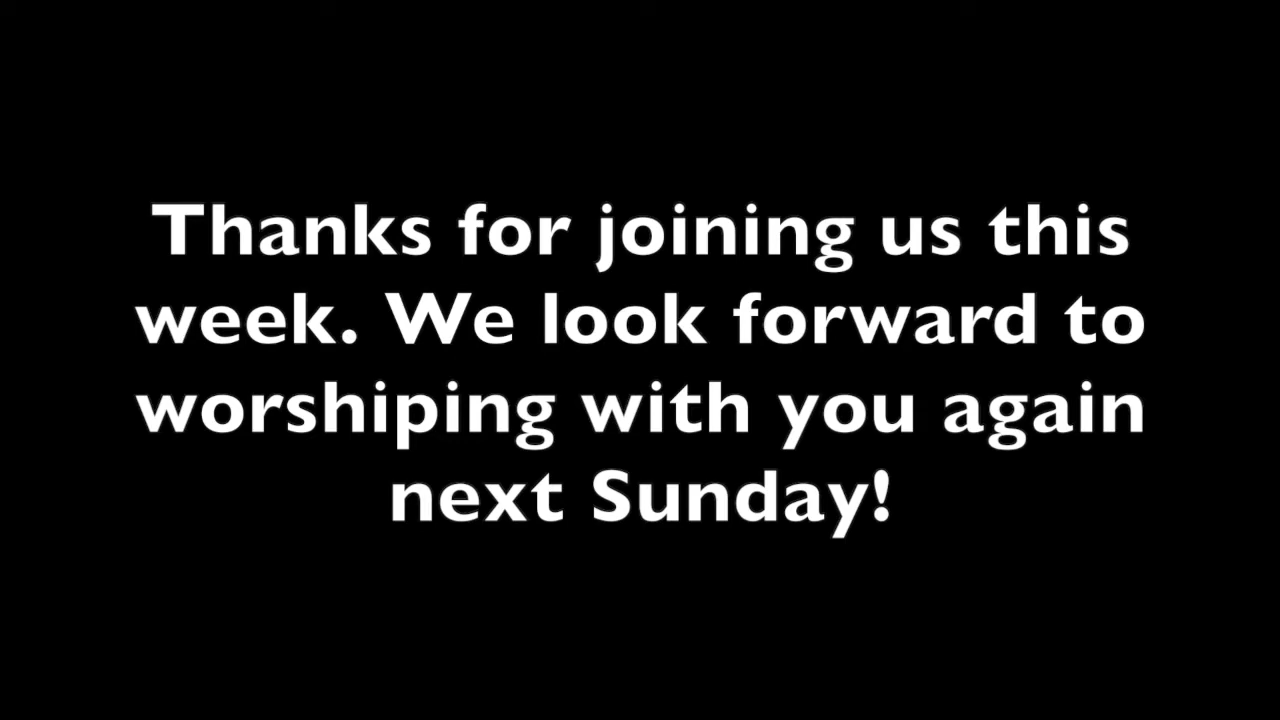 Thanks for joining us this
week. We look forward to
worshiping with you again
next Sunday!